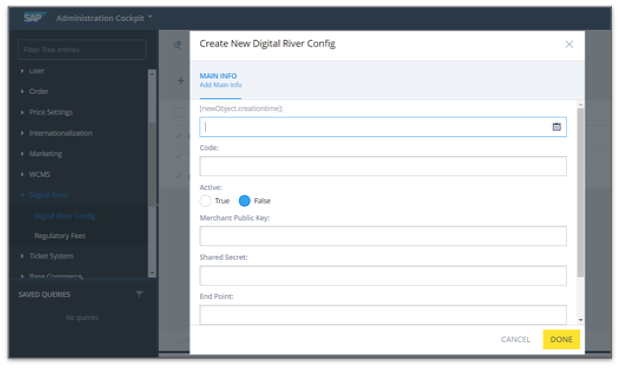 SAP Administration Cockpit
Filter Tree entries
User
Order
Price Settings
Internationalization
Marketing
WCMS
Digital River
Digital River Config
Regulatory Fees
Ticket System
Base Commerce
SAVED QUERIES
No queries
Create New Digital River Config
MAIN INFO
Add Main Info
[newObject.creationtime]:
Code:
Active:
True False
Merchant Public Key:
Shared Secret:
End Point:
CANCEL DONE